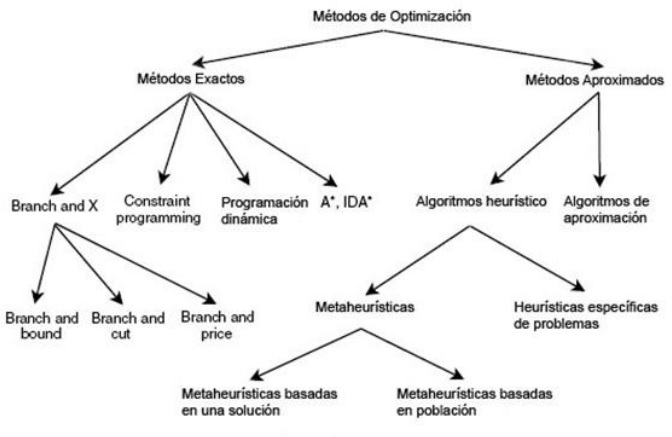 Métodos de Optimización
Métodos Exactos
Métodos Aproximados
Branch and X
Constraint
programming
Programación
dinámica
A*, IDA*
Algoritmos heurístico
Algoritmos de
aproximación
Branch and
bound
Branch and
cut
Branch and
price
Metaheurísticas
Heurísticas específicas
de problemas
Metaheurísticas basadas
en una solución
Metaheurísticas basadas
en población